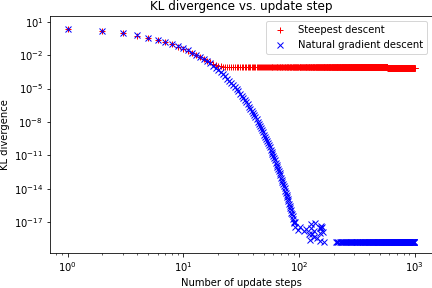 KL divergence vs. update step
Steepest descent
Natural gradient descent
KL divergence
10^1
10^-2
10^-5
10^-8
10^-11
10^-14
10^-17
10^0
10^1
10^2
10^3
Number of update steps